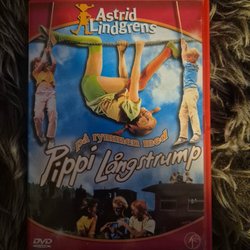 Astrid
Lindgrens
på rymmen med
Pippi Långstrump
DVD